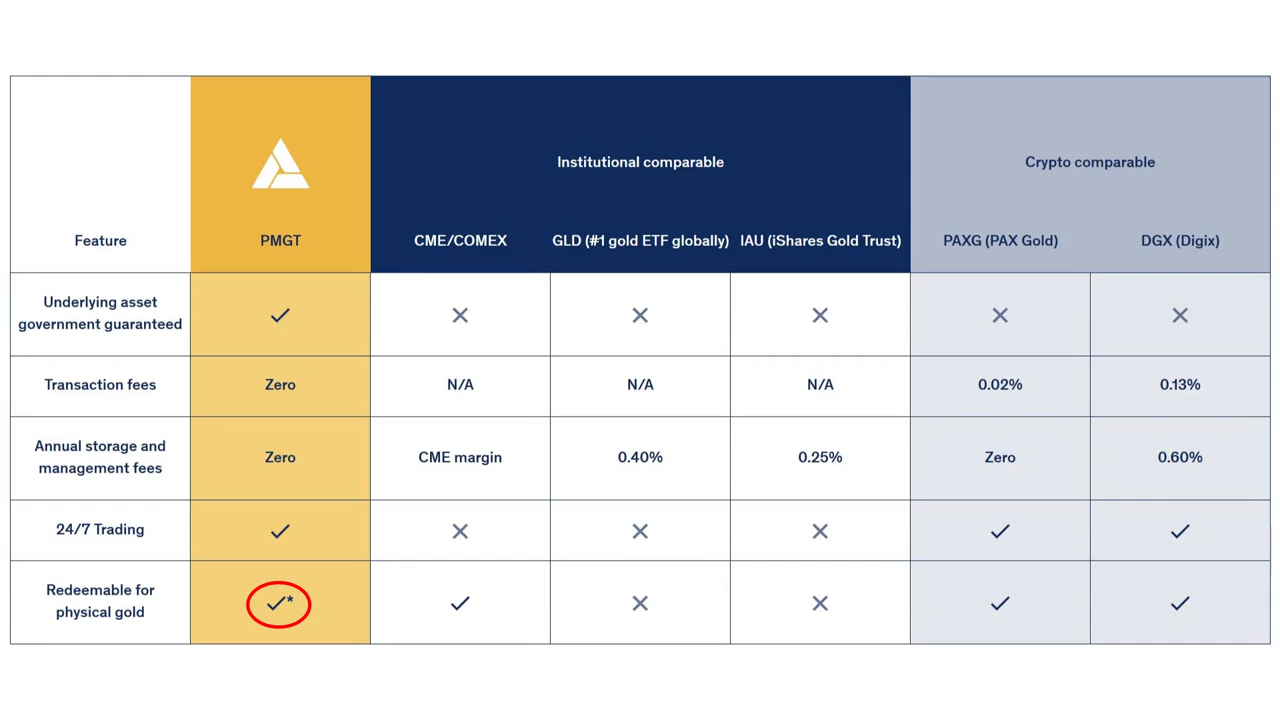 Institutional comparable
Crypto comparable
Feature
PMGT
CME/COMEX
GLD (#1 gold ETF globally)
IAU (iShares Gold Trust)
PAXG (PAX Gold)
DGX (Digix)
Underlying asset
government guaranteed
✓
✕
✕
✕
✕
✕
Transaction fees
Zero
N/A
N/A
N/A
0.02%
0.13%
Annual storage and
management fees
Zero
CME margin
0.40%
0.25%
Zero
0.60%
24/7 Trading
✓
✕
✕
✕
✓
✓
Redeemable for
physical gold
✓*
✓
✕
✕
✓
✓